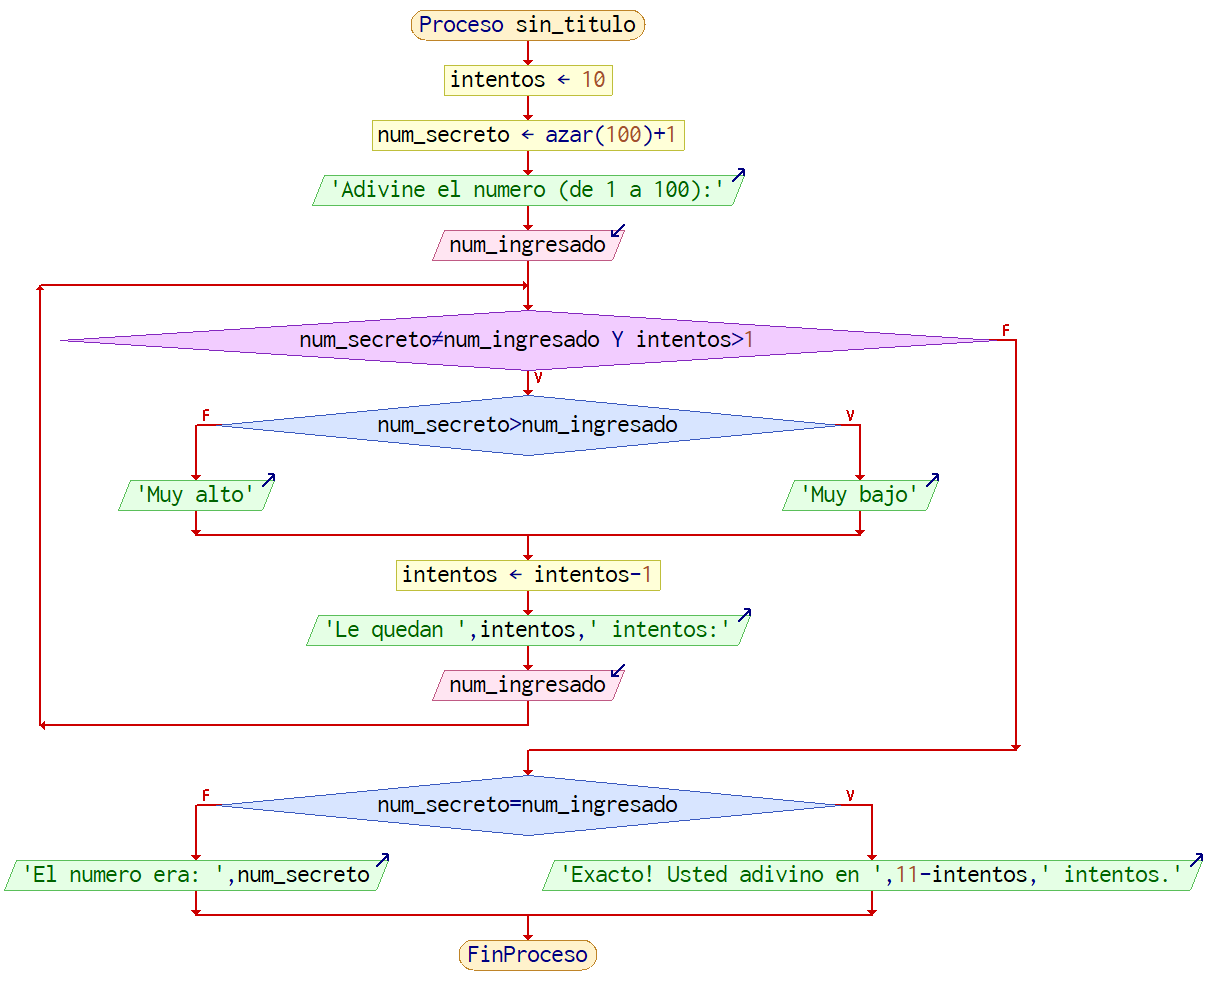 Proceso sin_titulo
intentos ← 10
num_secreto ← azar(100)+1
'Adivine el numero (de 1 a 100):'
num_ingresado
num_secreto≠num_ingresado Y intentos>1
F
V
num_secreto>num_ingresado
F
V
'Muy alto'
'Muy bajo'
intentos ← intentos-1
'Le quedan ',intentos,' intentos:'
num_ingresado
num_secreto=num_ingresado
F
V
'El numero era: ',num_secreto
'Exacto! Usted adivino en ',11-intentos,' intentos.'
FinProceso